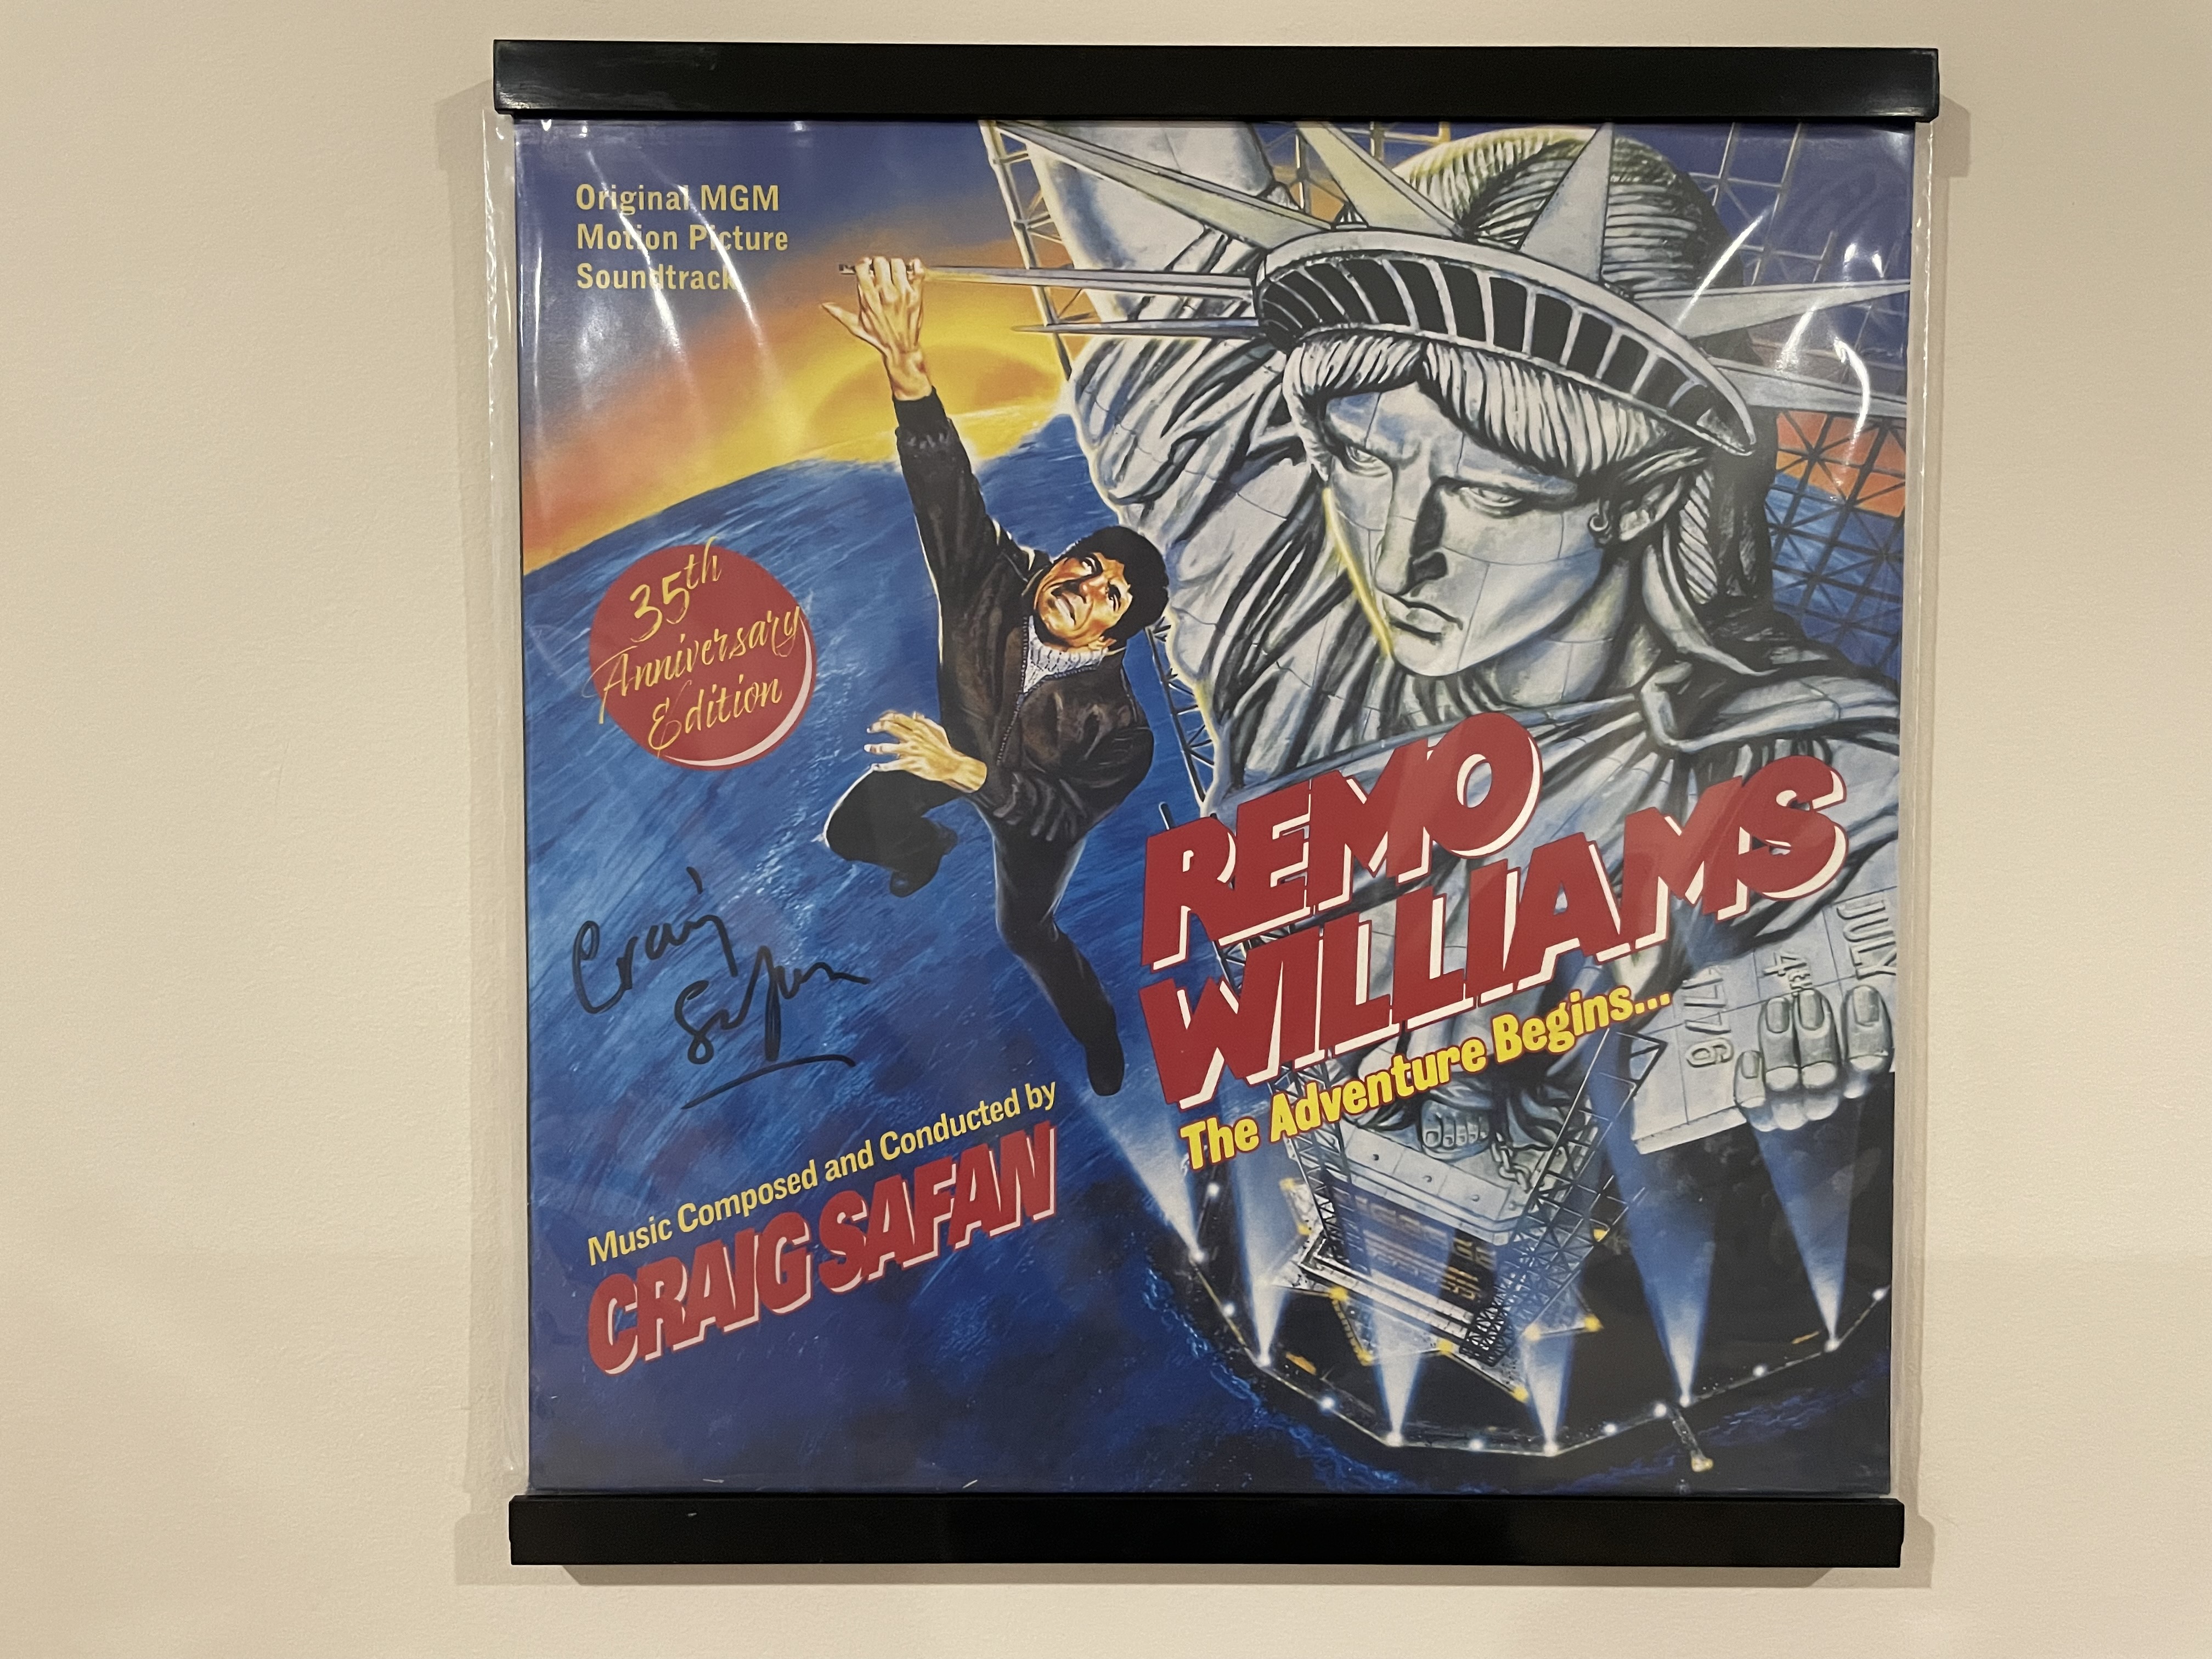 Original MGM
Motion Picture
Soundtrack
35th
Anniversary
Edition
REMO
WILLIAMS
The Adventure Begins...
JULY
4th
1776
Craig
Safan
Music Composed and Conducted by
CRAIG SAFAN